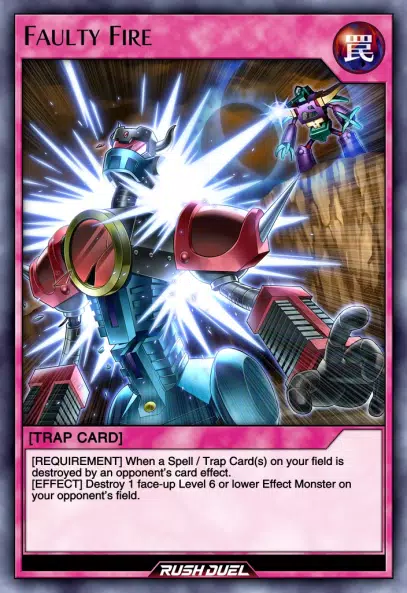 Faulty Fire
罠
[TRAP CARD]
[REQUIREMENT] When a Spell / Trap Card(s) on your field is
destroyed by an opponent's card effect.
[EFFECT] Destroy 1 face-up Level 6 or lower Effect Monster on
your opponent's field.
RUSH DUEL